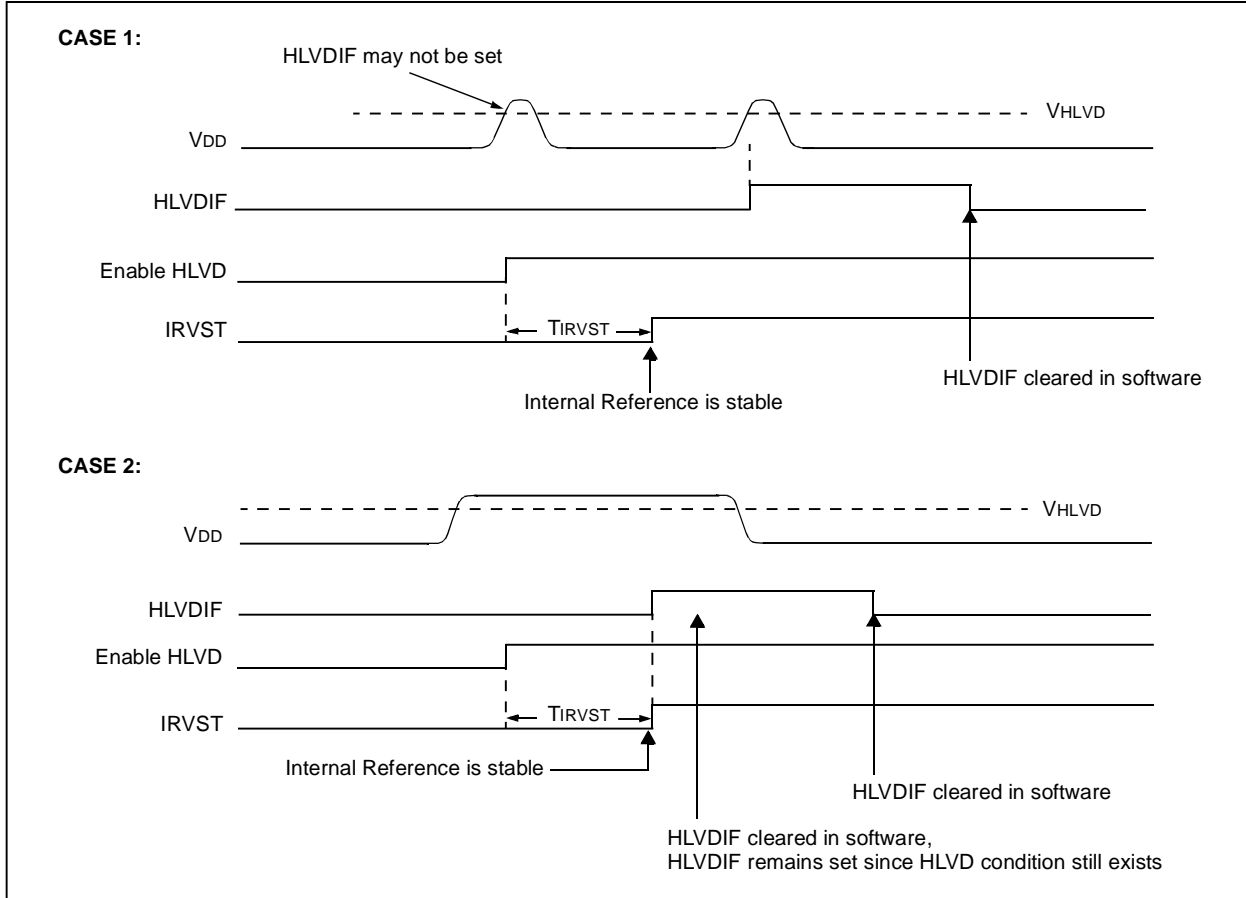 CASE 1:
HLVDIF may not be set
VHLVD
VDD
HLVDIF
Enable HLVD
TIRVST
IRVST
HLVDIF cleared in software
Internal Reference is stable
CASE 2:
VHLVD
VDD
HLVDIF
Enable HLVD
TIRVST
IRVST
Internal Reference is stable
HLVDIF cleared in software
HLVDIF cleared in software,
HLVDIF remains set since HLVD condition still exists